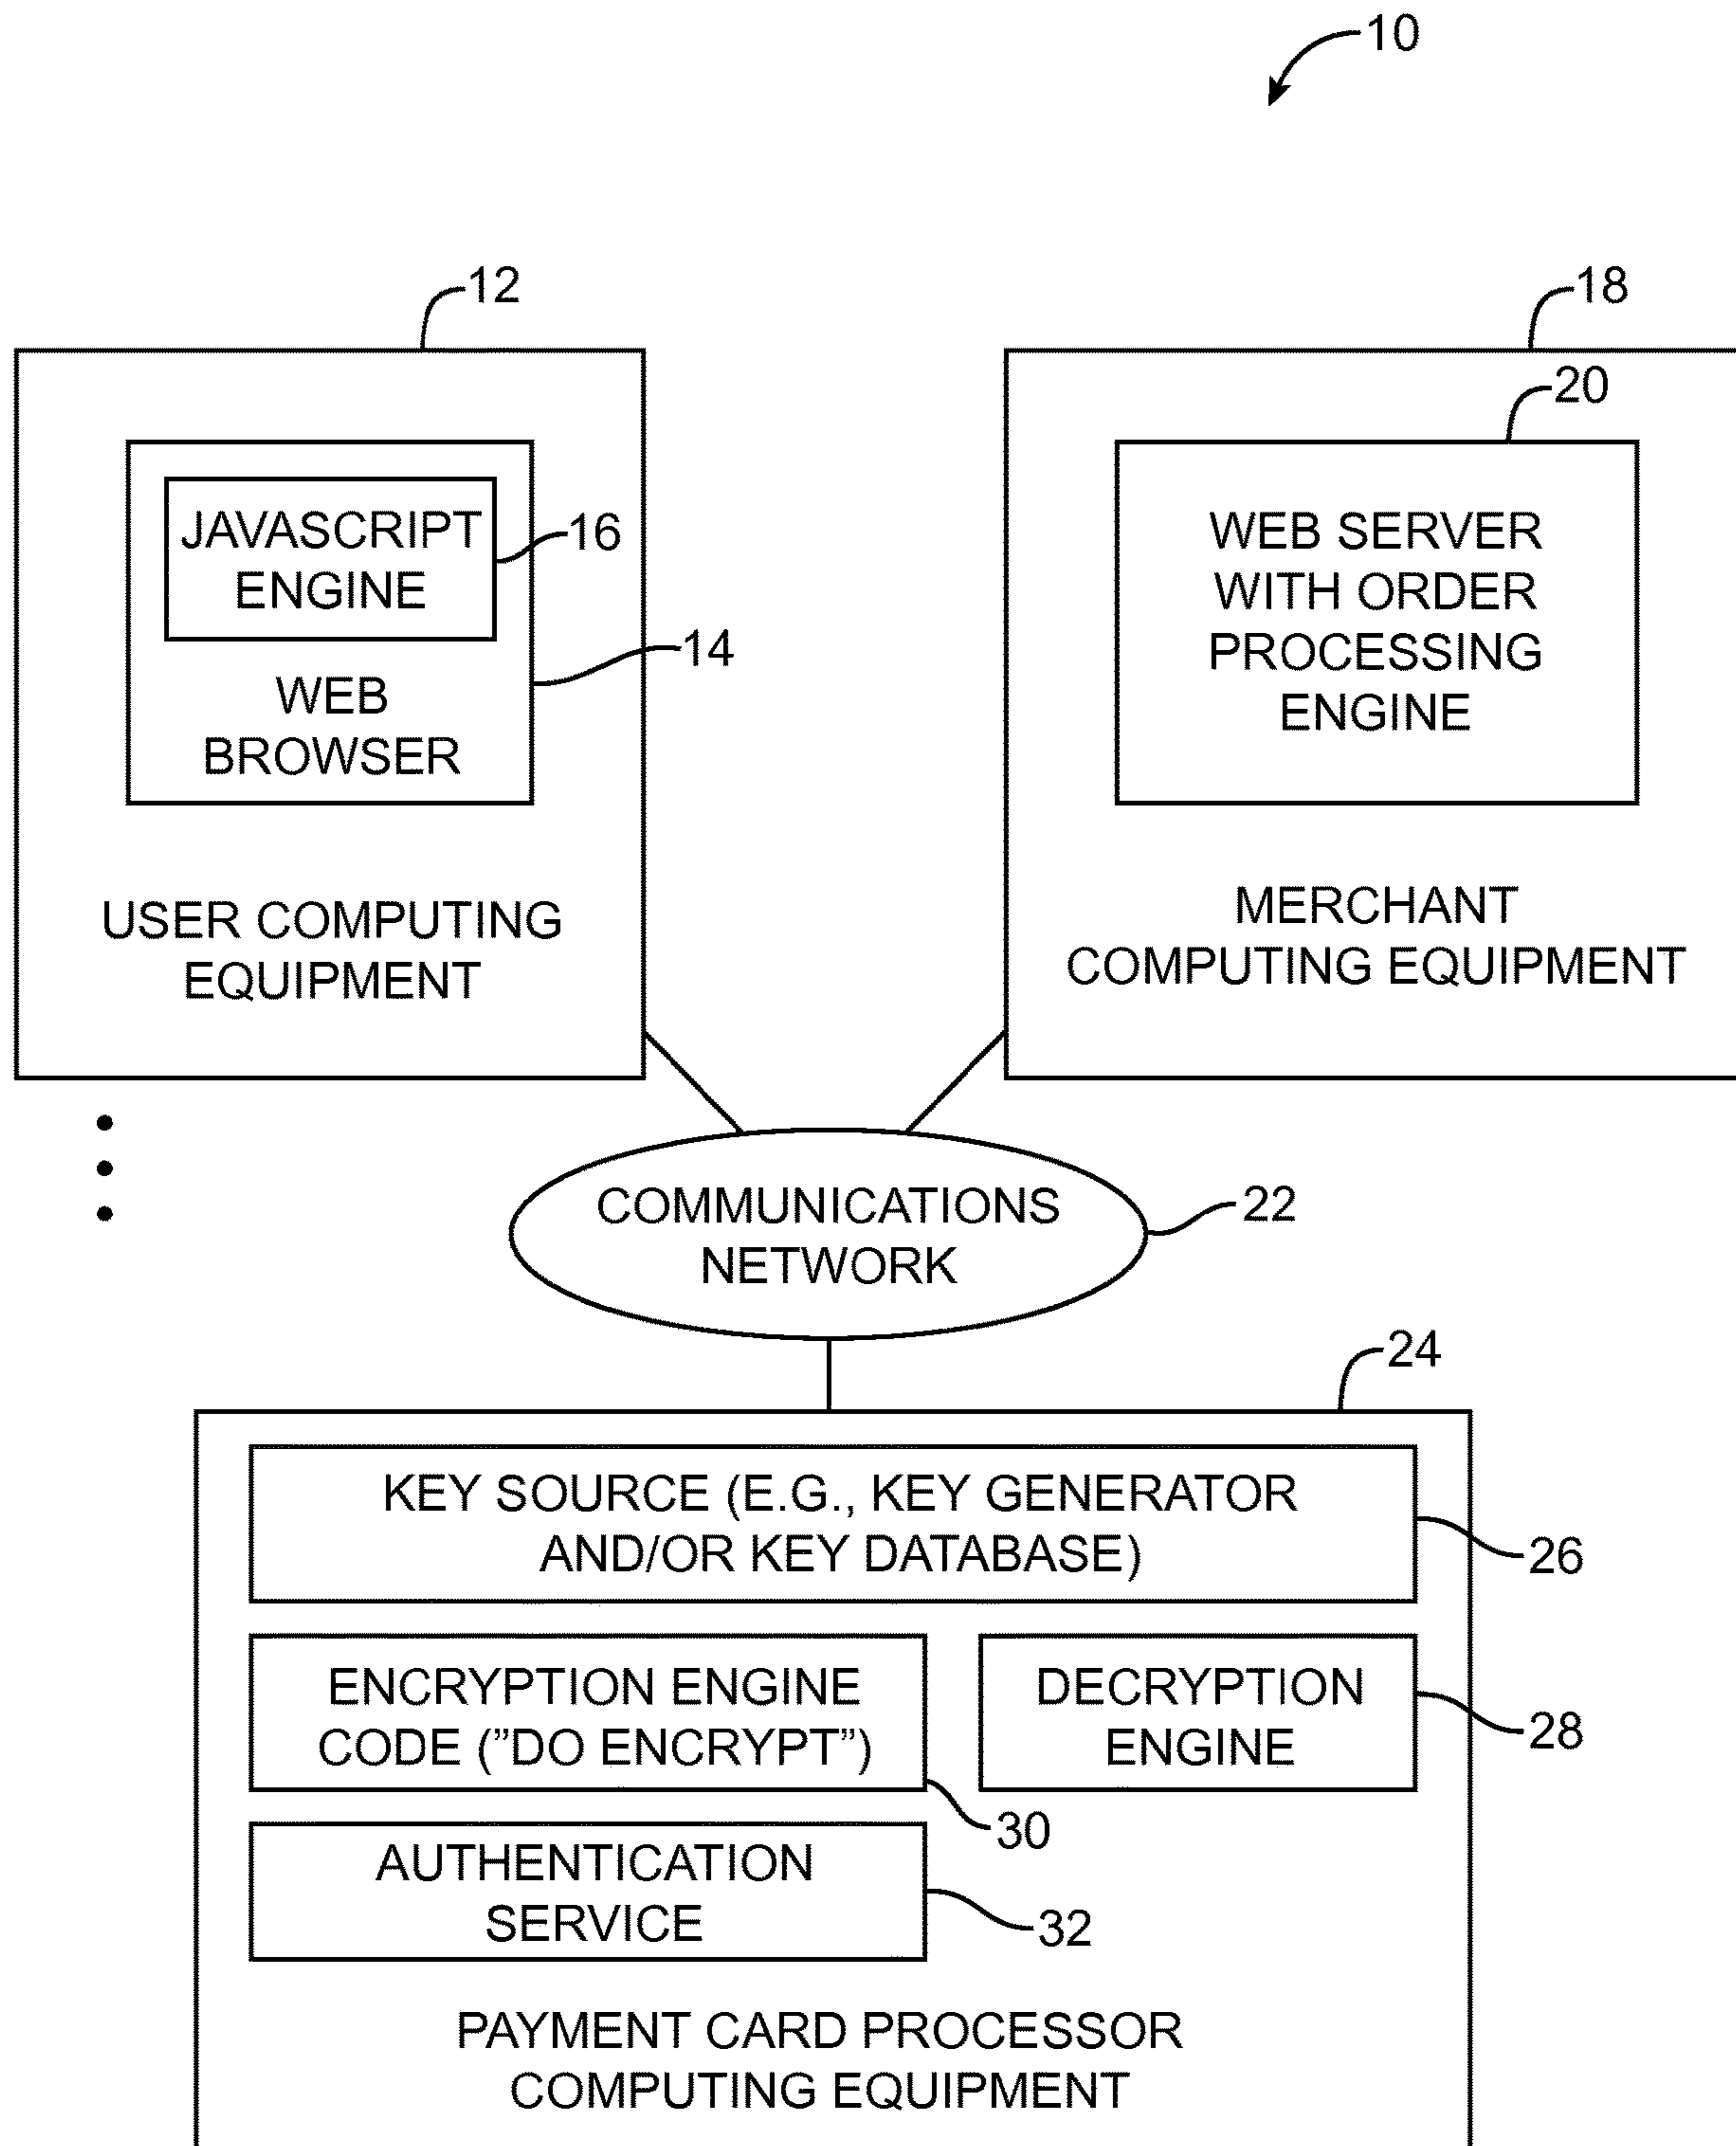 10
12
18
20
JAVASCRIPT
ENGINE
16
14
WEB
BROWSER
WEB SERVER
WITH ORDER
PROCESSING
ENGINE
USER COMPUTING
EQUIPMENT
MERCHANT
COMPUTING EQUIPMENT
COMMUNICATIONS
NETWORK
22
24
KEY SOURCE (E.G., KEY GENERATOR
AND/OR KEY DATABASE)
26
ENCRYPTION ENGINE
CODE (”DO ENCRYPT”)
30
DECRYPTION
ENGINE
28
AUTHENTICATION
SERVICE
32
PAYMENT CARD PROCESSOR
COMPUTING EQUIPMENT